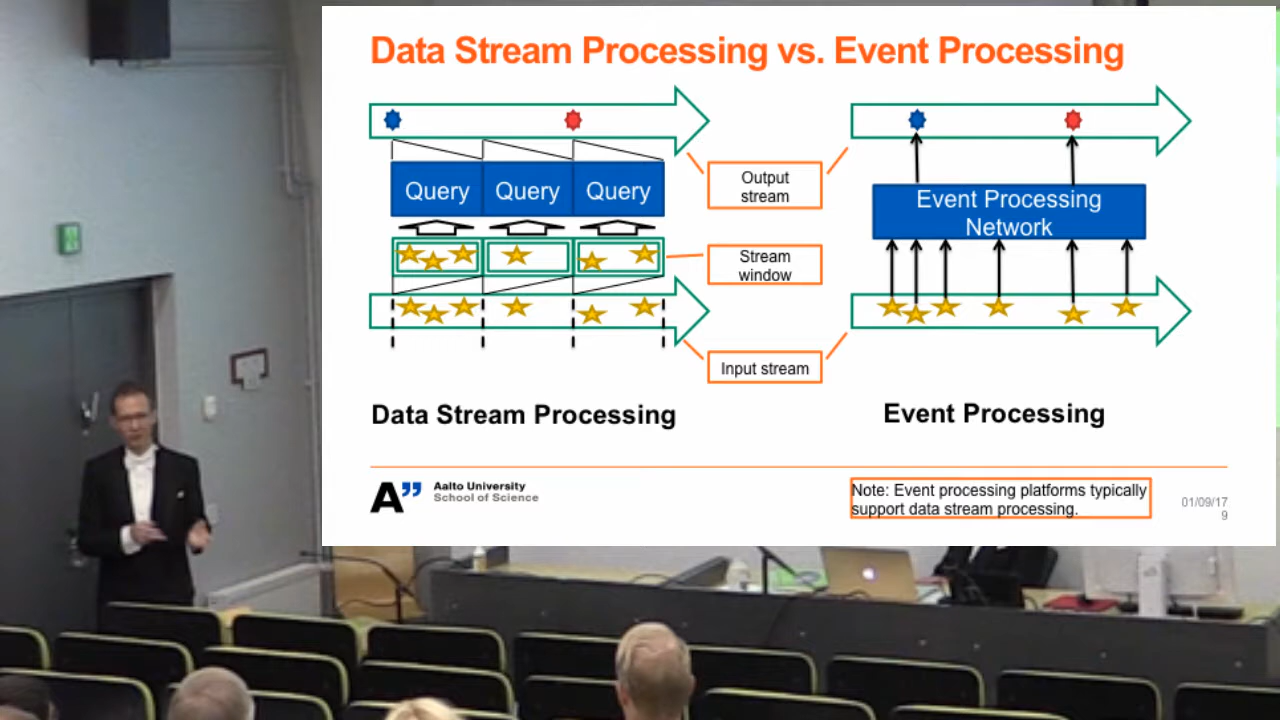 Data Stream Processing vs. Event Processing
Query
Query
Query
Output
stream
Stream
window
Input stream
Event Processing
Network
Data Stream Processing
Event Processing
A”
Aalto University
School of Science
Note: Event processing platforms typically
support data stream processing.
01/09/17
9